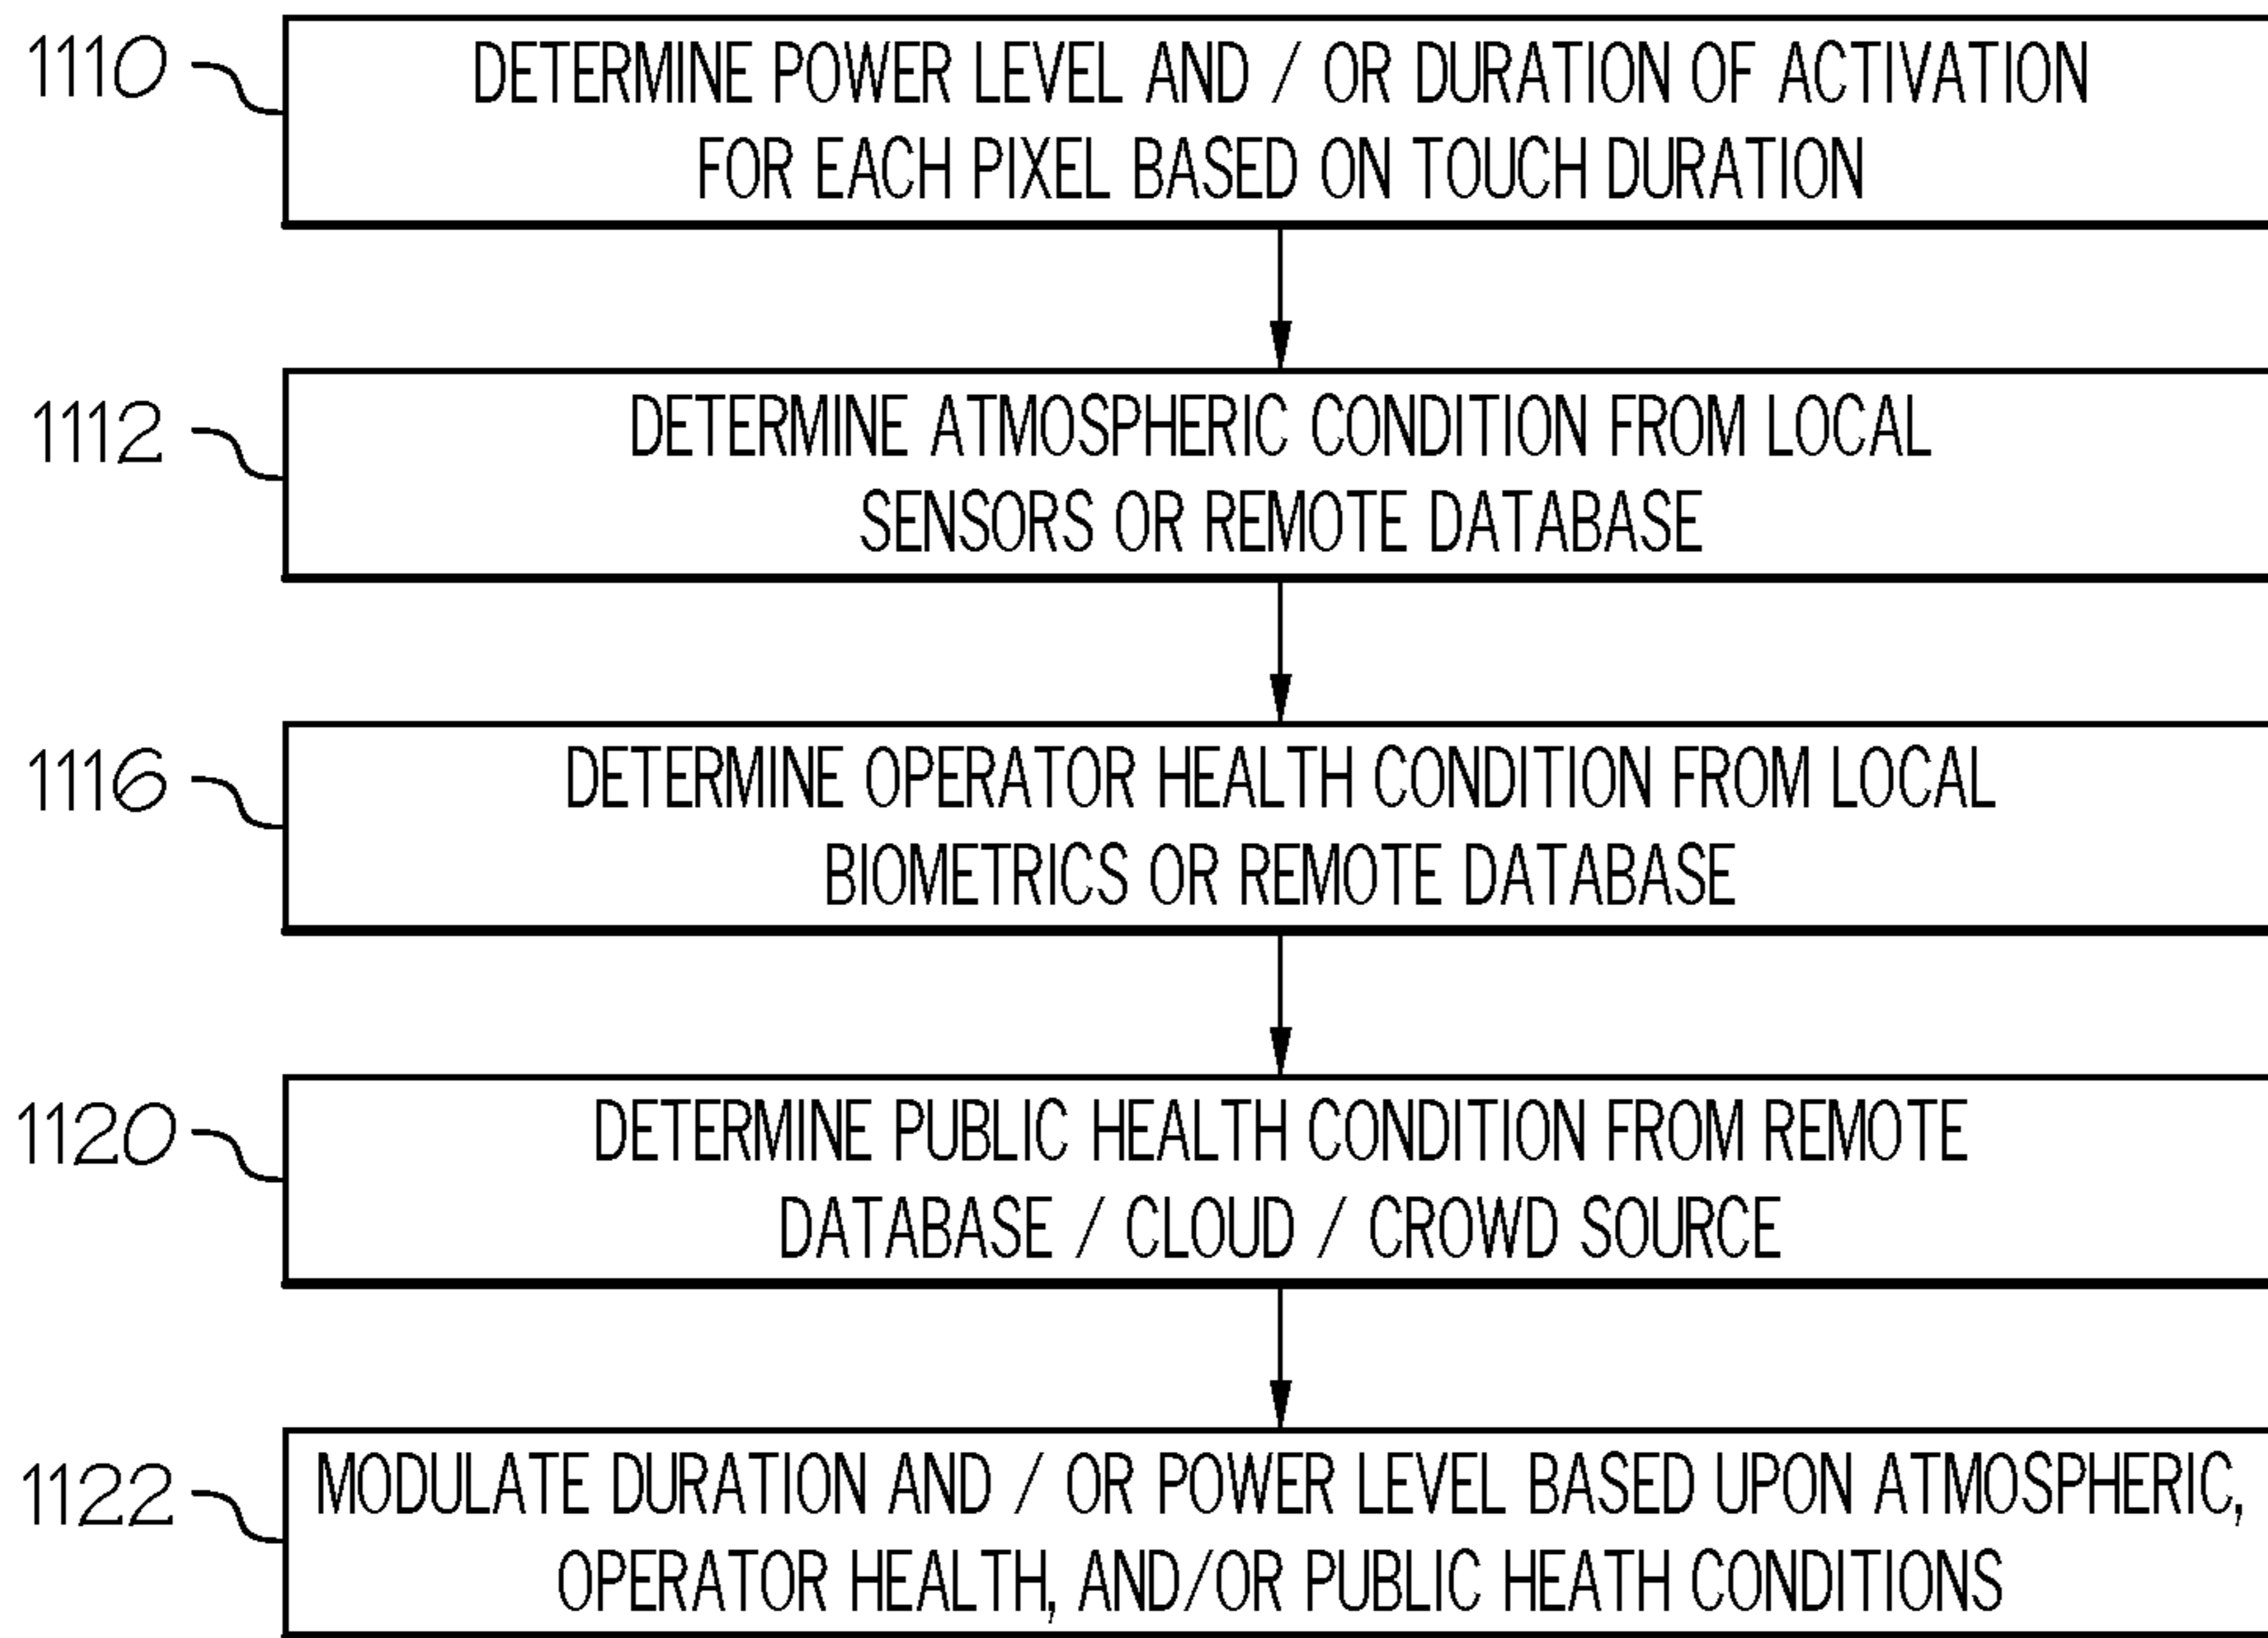 1110
DETERMINE POWER LEVEL AND / OR DURATION OF ACTIVATION
FOR EACH PIXEL BASED ON TOUCH DURATION
1112
DETERMINE ATMOSPHERIC CONDITION FROM LOCAL
SENSORS OR REMOTE DATABASE
1116
DETERMINE OPERATOR HEALTH CONDITION FROM LOCAL
BIOMETRICS OR REMOTE DATABASE
1120
DETERMINE PUBLIC HEALTH CONDITION FROM REMOTE
DATABASE / CLOUD / CROWD SOURCE
1122
MODULATE DURATION AND / OR POWER LEVEL BASED UPON ATMOSPHERIC,
OPERATOR HEALTH, AND/OR PUBLIC HEATH CONDITIONS